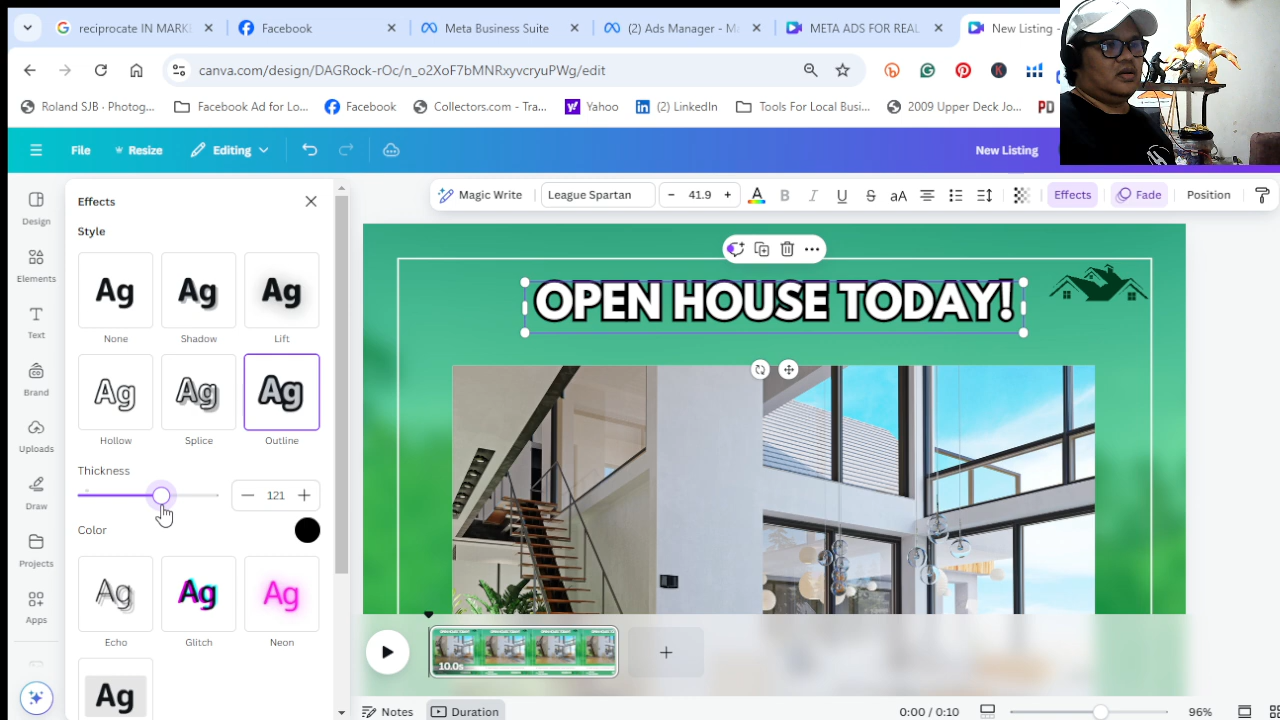 reciprocate IN MARK
Facebook
Meta Business Suite
(2) Ads Manager - M
META ADS FOR REAL
New Listing -
canva.com/design/DAGRock-rOc/n_oZXoF7bMNRxyvcryuPWg/edit
Roland SJB - Photog...
Facebook Ad for Lo...
Facebook
Collectors.com - Tra...
Yahoo
(2) LinkedIn
Tools For Local Busi...
2009 Upper Deck Jo...
PD
File
Resize
Editing
New Listing
Effects
Magic Write
League Spartan
41.9
A
B
I
U
S
aA
Effects
Fade
Position
Design
Elements
Text
Brand
Uploads
Draw
Projects
Apps
Style
Ag
Ag
Ag
None
Shadow
Lift
Ag
Ag
Ag
Hollow
Splice
Outline
Thickness
121
Color
Ag
Ag
Ag
Echo
Glitch
Neon
Ag
OPEN HOUSE TODAY!
10.0s
Notes
Duration
0:00 / 0:10
96%